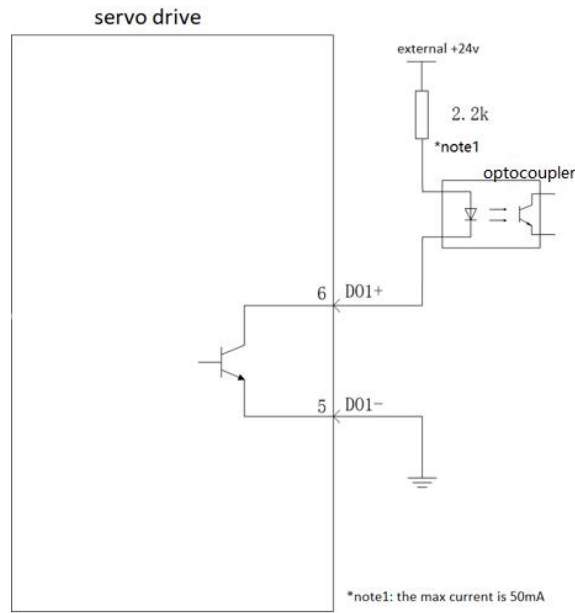 servo drive
external +24v
2.2k
*note1
optocoupler
6 DO1+
5 DO1-
*note1: the max current is 50mA